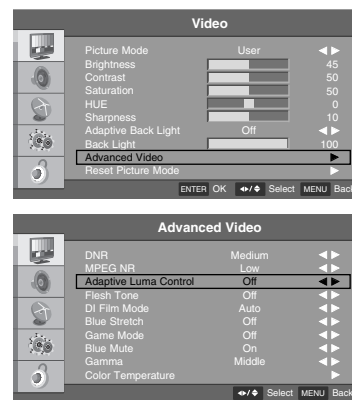 Video
Picture Mode User
Brightness 45
Contrast 50
Saturation 50
HUE 0
Sharpness 10
Adaptive Back Light Off
Back Light 100
Advanced Video
Reset Picture Mode
ENTER OK Select MENU Back
Advanced Video
DNR Medium
MPEG NR Low
Adaptive Luma Control Off
Flesh Tone Off
DI Film Mode Auto
Blue Stretch Off
Game Mode Off
Blue Mute On
Gamma Middle
Color Temperature
Select MENU Back